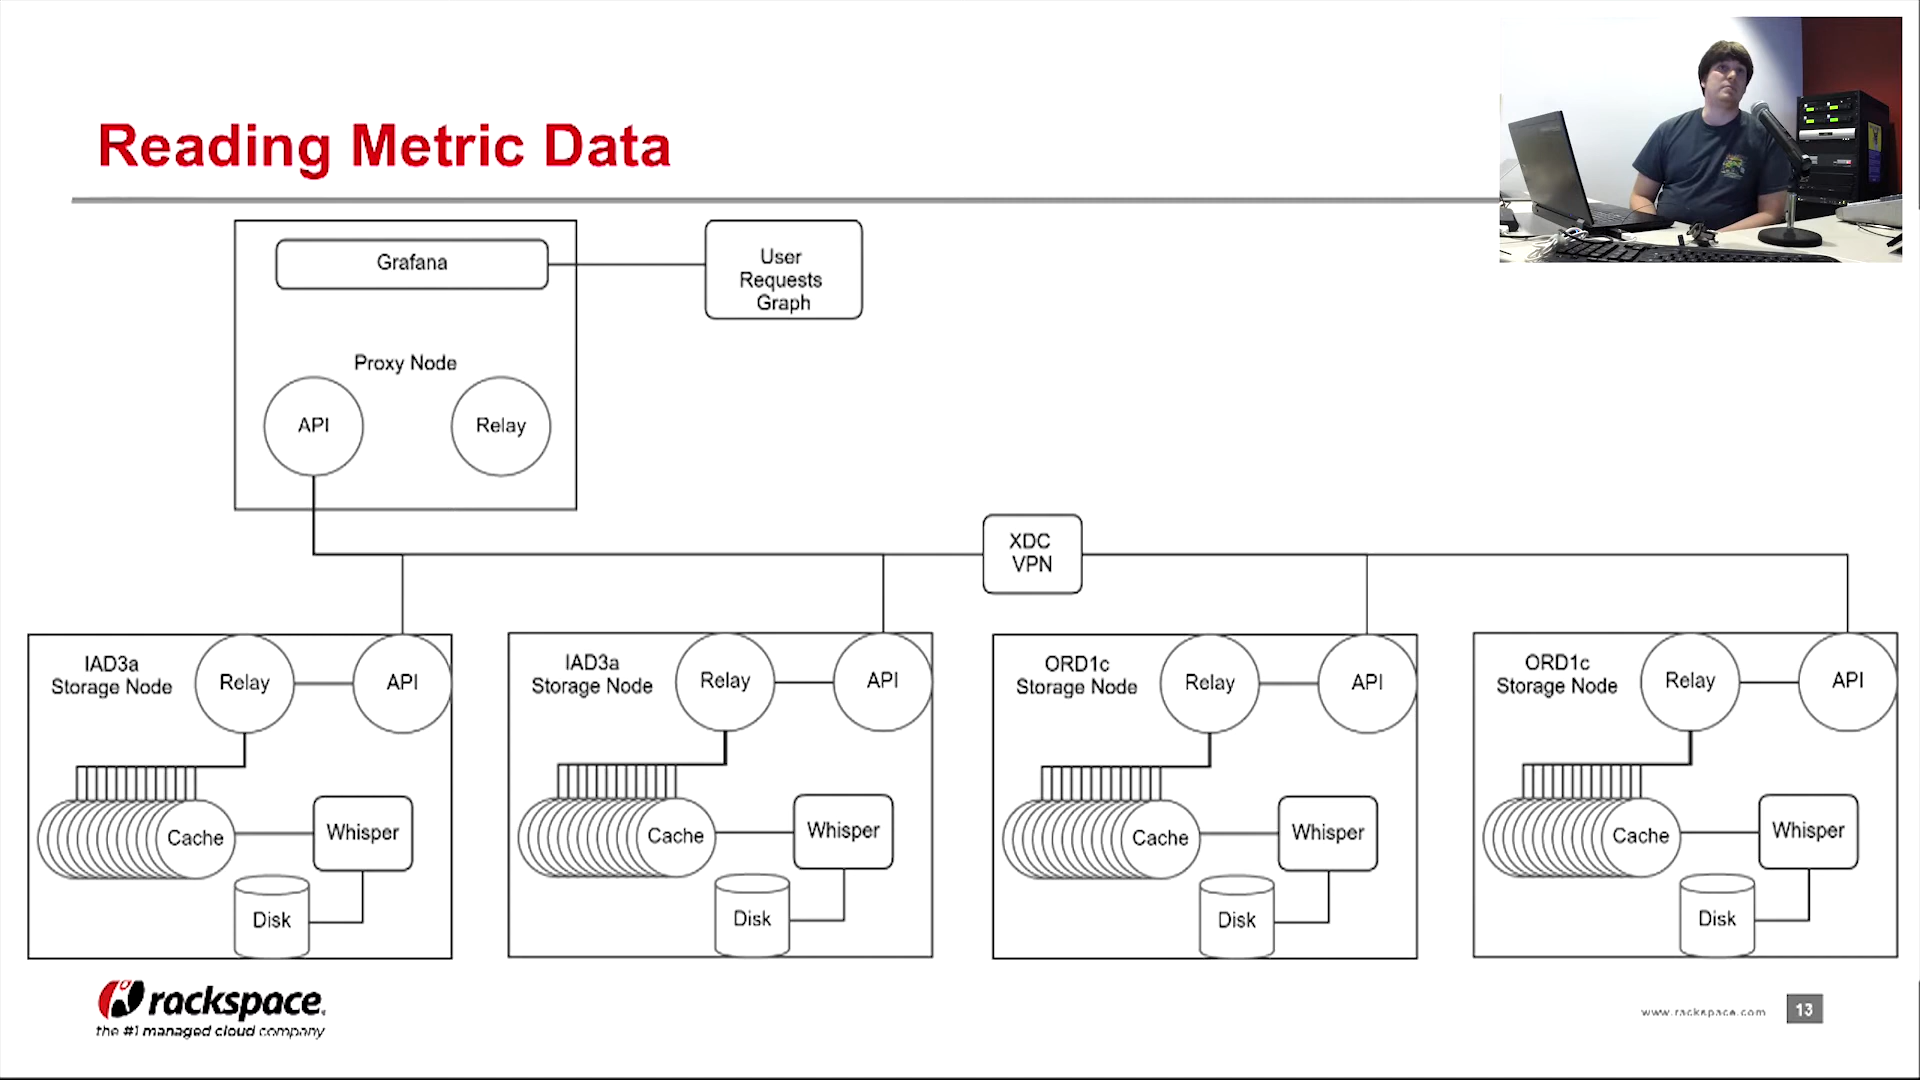 Reading Metric Data
Grafana
User
Requests
Graph
Proxy Node
API
Relay
XDC
VPN
IAD3a
Storage Node
Relay
API
Cache
Whisper
Disk
IAD3a
Storage Node
Relay
API
Cache
Whisper
Disk
ORD1c
Storage Node
Relay
API
Cache
Whisper
Disk
ORD1c
Storage Node
Relay
API
Cache
Whisper
Disk
rackspace.
the #1 managed cloud company
www.rackspace.com
13